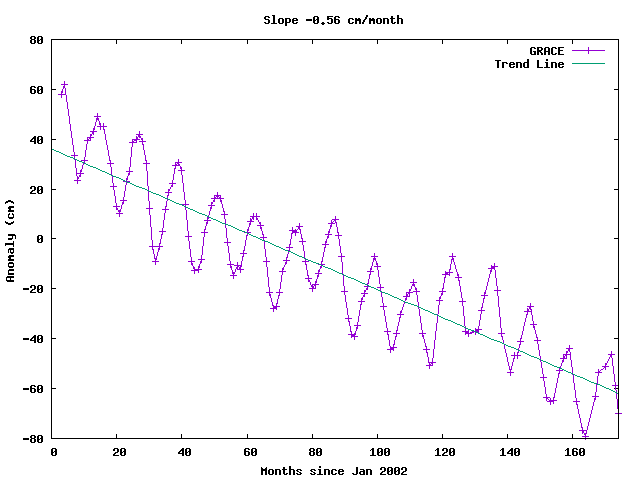 Slope -0.56 cm/month
GRACE
Trend Line
80
60
40
20
0
-20
-40
-60
-80
Anomaly (cm)
0 20 40 60 80 100 120 140 160
Months since Jan 2002